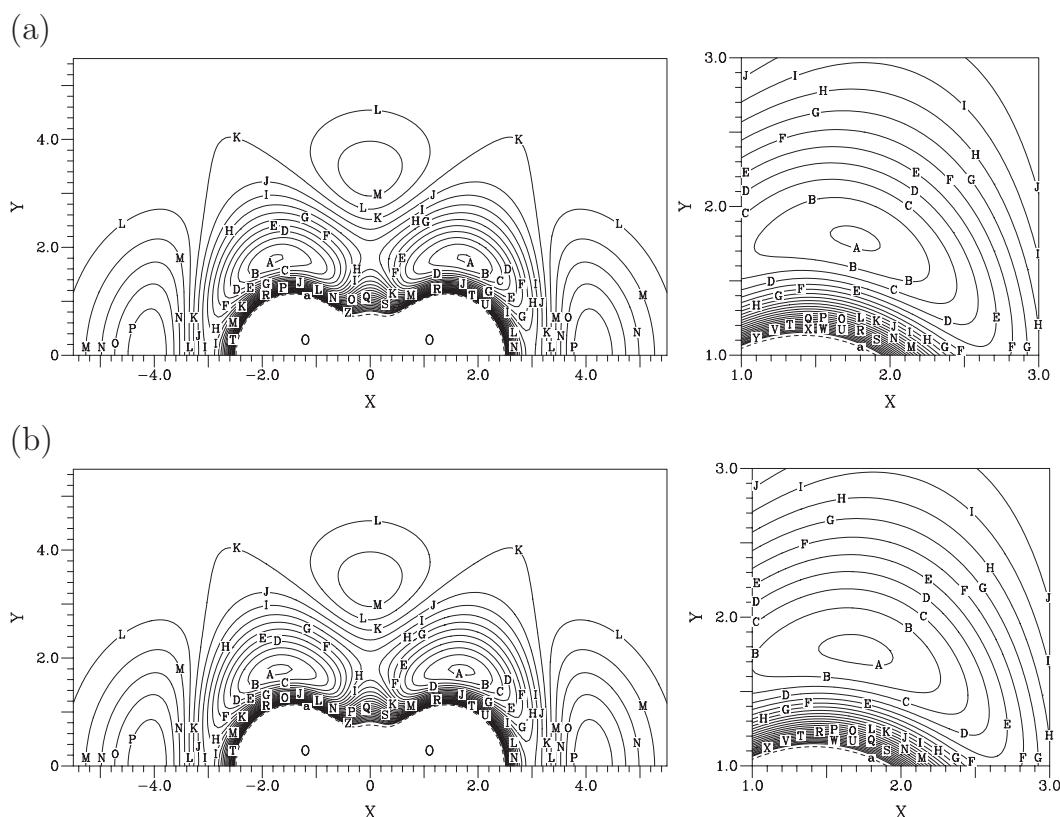 (a)
Y
4.0
2.0
0
−4.0 −2.0 0 2.0 4.0
X
O O
L K M N P A B C D E F G H I J Q R S T U Z a
Y
3.0
2.0
1.0
1.0 2.0 3.0
X
J I H G F E D C B A
Y V T Q P O L K J I H G F
X W U R S N M a
(b)
Y
4.0
2.0
0
−4.0 −2.0 0 2.0 4.0
X
O O
L K M N P A B C D E F G H I J Q R S T U Z a
Y
3.0
2.0
1.0
1.0 2.0 3.0
X
J I H G F E D C B A
X V T R P O L K J I H G F
W U Q S N M a